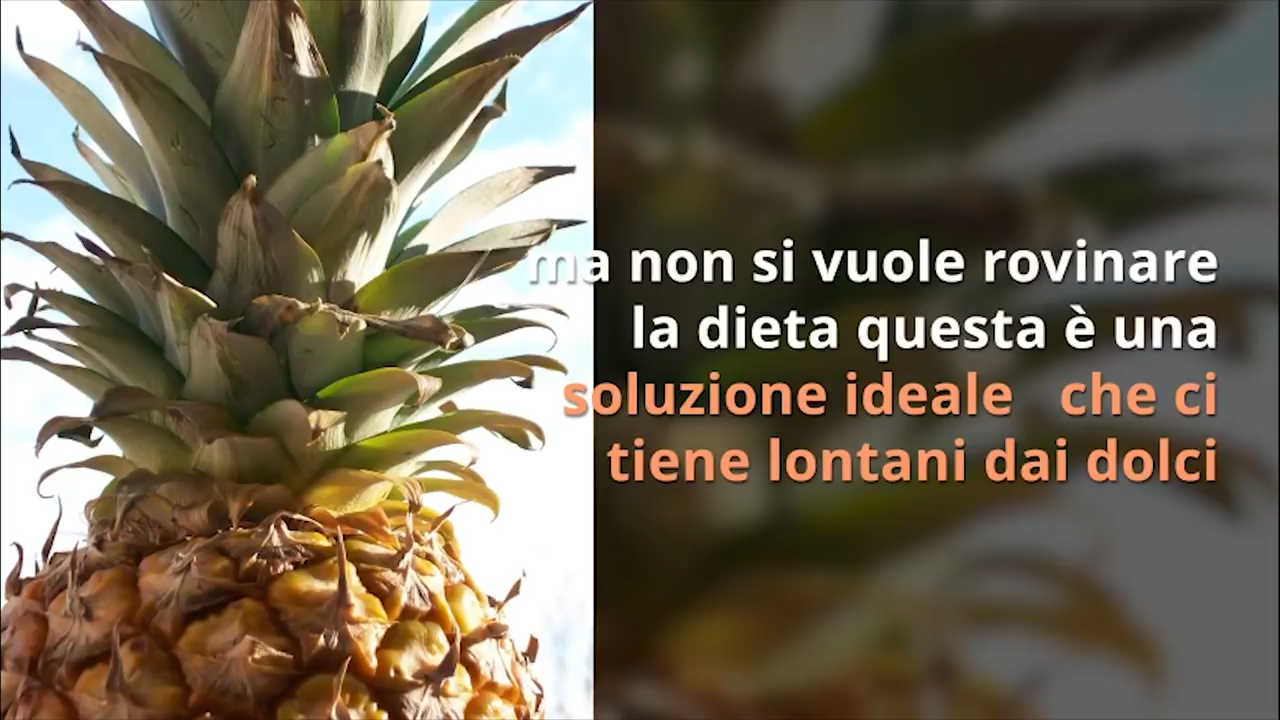 ma non si vuole rovinare
la dieta questa è una
soluzione ideale che ci
tiene lontani dai dolci